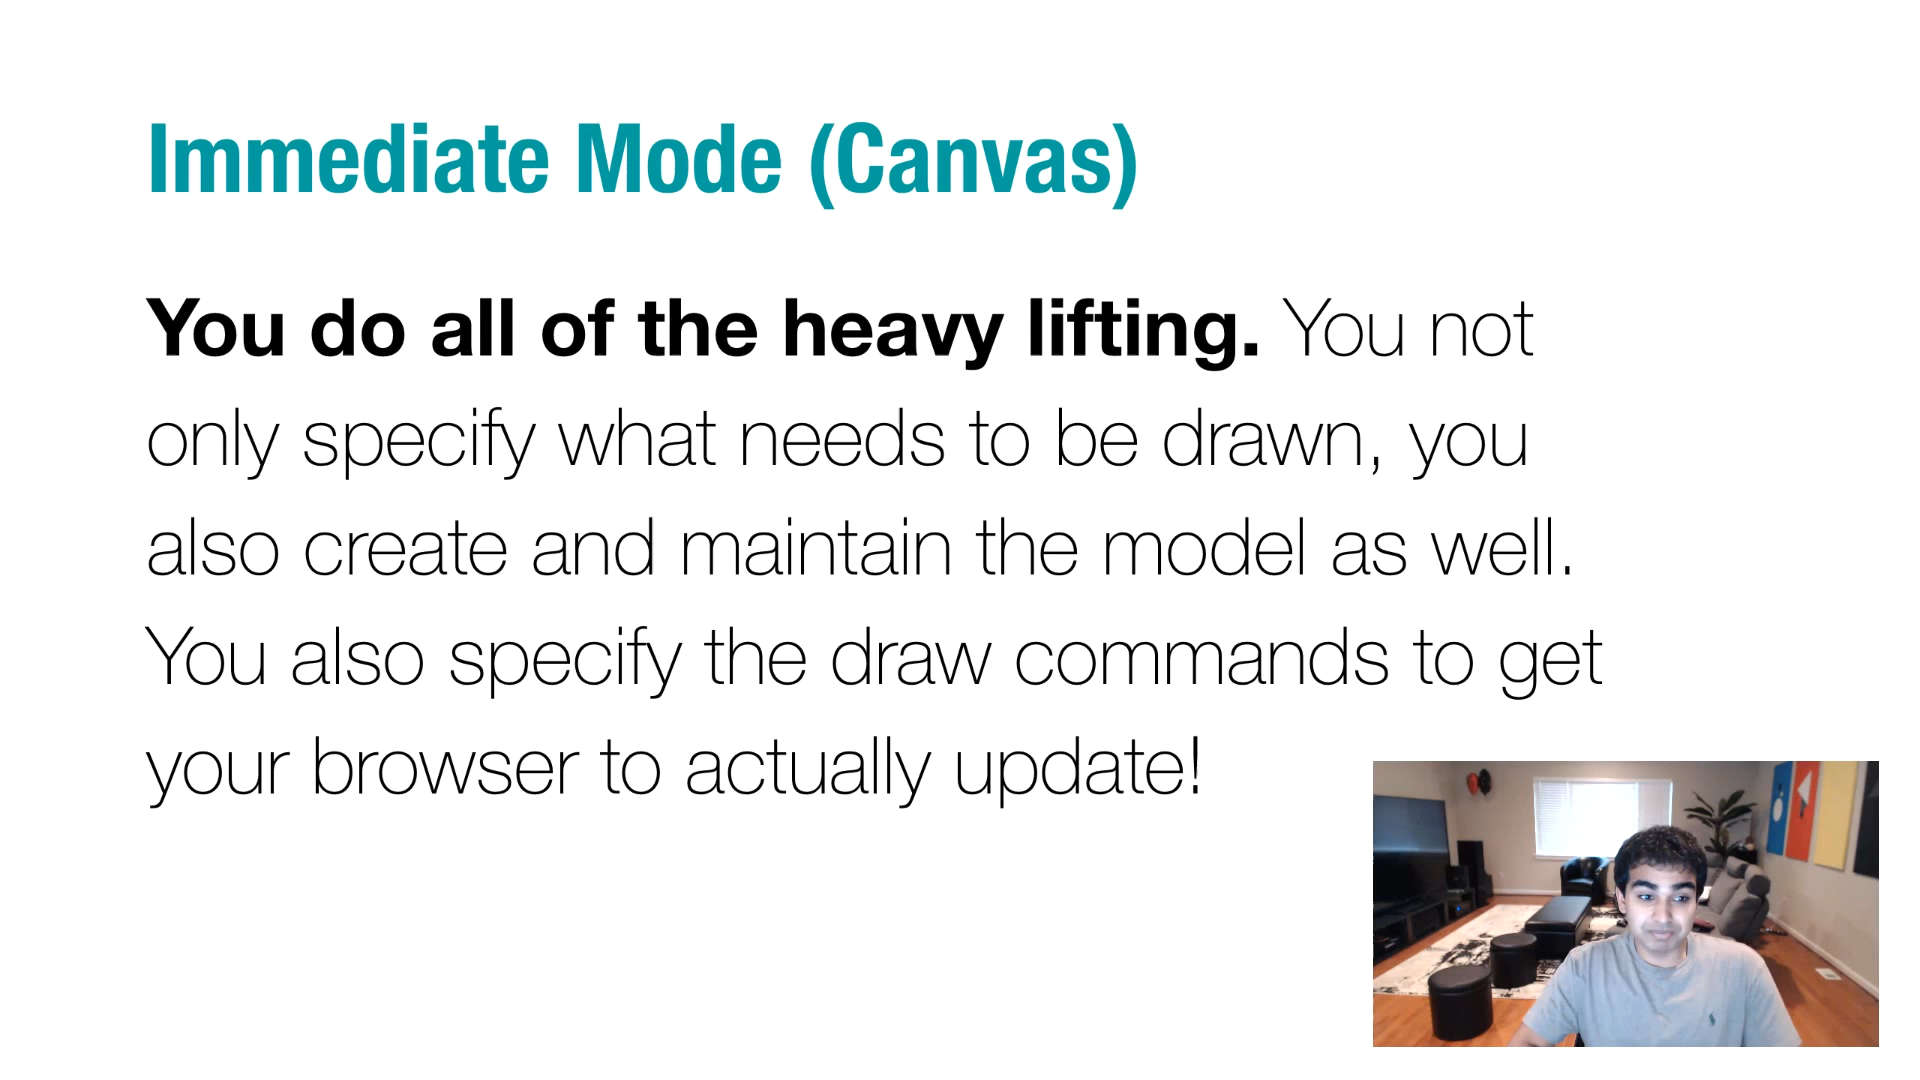 Immediate Mode (Canvas)
You do all of the heavy lifting. You not
only specify what needs to be drawn, you
also create and maintain the model as well.
You also specify the draw commands to get
your browser to actually update!